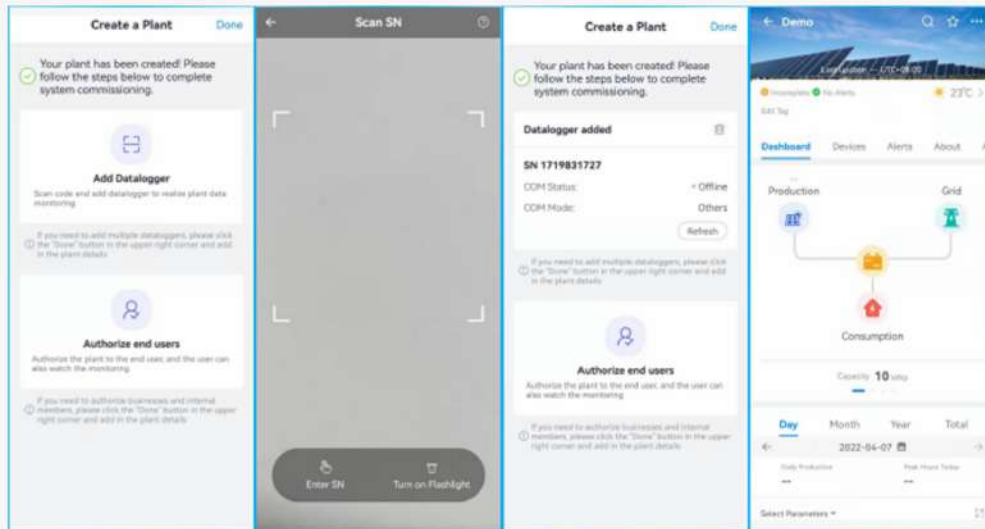 Create a Plant
Done
Your plant has been created! Please
follow the steps below to complete
system commissioning.
Add Datalogger
Scan code and add datalogger to realize plant data
monitoring
If you need to add multiple dataloggers, please click
the "Done" button in the upper right corner and add
in the plant details
Authorize end users
Authorize the plant to the end user, and the user can
also watch the monitoring
If you need to authorize businesses and internal
members, please click the "Done" button in the upper
right corner and add in the plant details
Scan SN
Enter SN
Turn on Flashlight
Create a Plant
Done
Your plant has been created! Please
follow the steps below to complete
system commissioning.
Datalogger added
SN 1719831727
COM Status:
Offline
COM Mode:
Others
Refresh
If you need to add multiple dataloggers, please click
the "Done" button in the upper right corner and add
in the plant details
Authorize end users
Authorize the plant to the end user, and the user can
also watch the monitoring
If you need to authorize businesses and internal
members, please click the "Done" button in the upper
right corner and add in the plant details
Demo
UTC+08:00
Incomplete
No Alerts
23°C
Edit Tag
Dashboard
Devices
Alerts
About
--
Production
Grid
Consumption
Capacity 10 kWp
Day
Month
Year
Total
2022-04-07
Daily Production
Peak Hours Today
--
--
Select Parameters